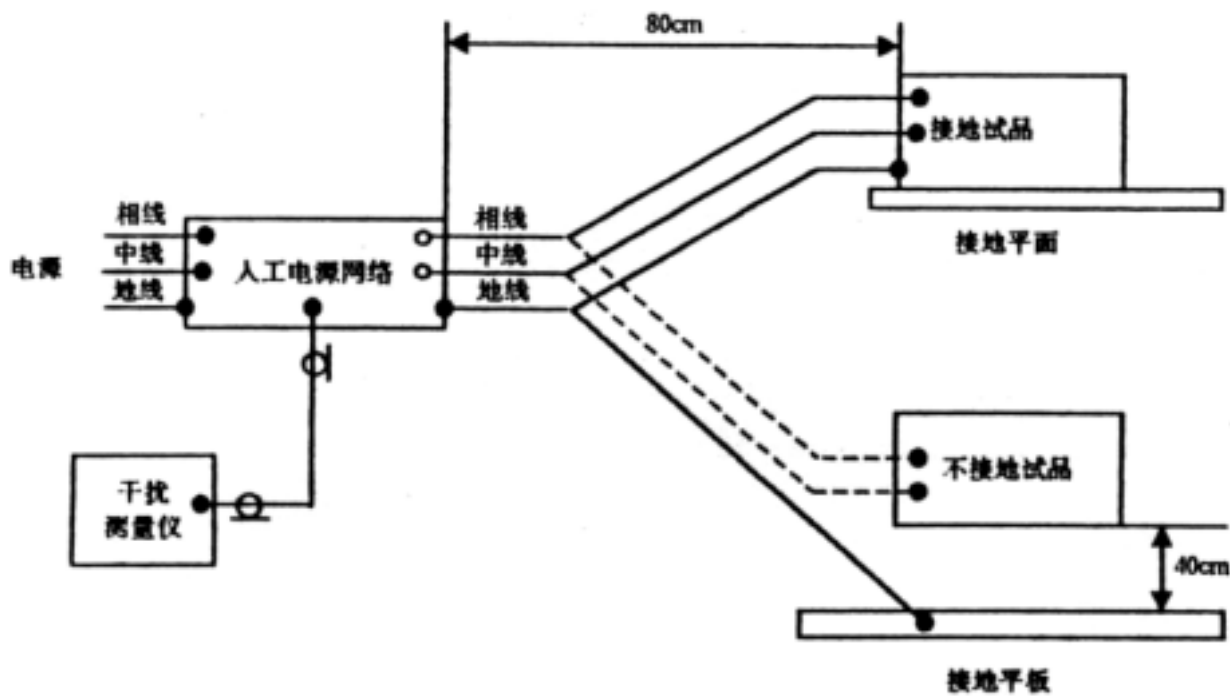 80cm
接地试品
接地平面
相线
中线
地线
电源
人工电源网络
相线
中线
地线
干扰
测量仪
不接地试品
40cm
接地平板